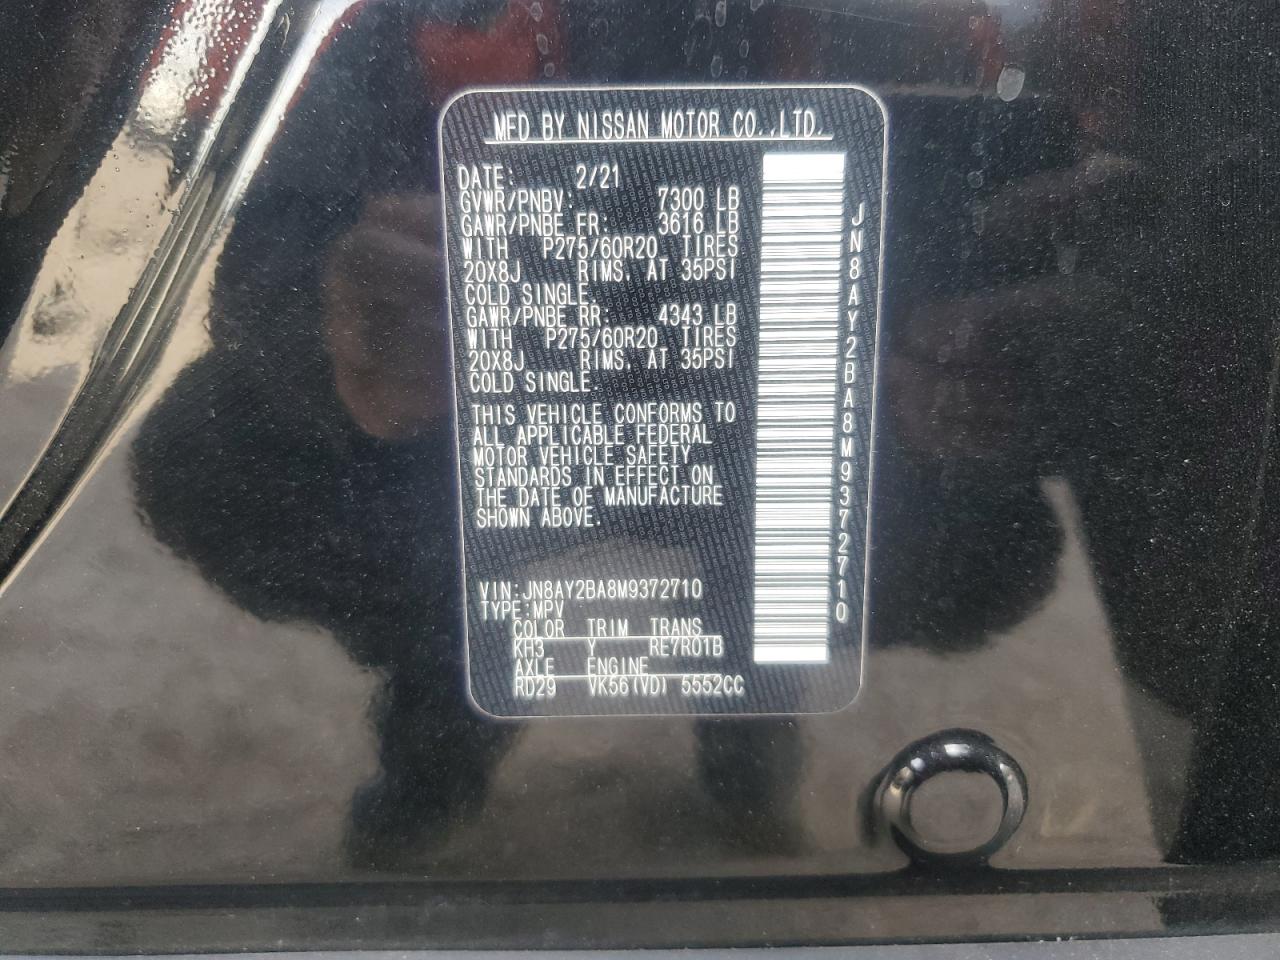 MFD BY NISSAN MOTOR CO.,LTD.
DATE: 2/21
GVWR/PNBV: 7300 LB
GAWR/PNBE FR: 3616 LB
WITH P275/60R20 TIRES
20X8J RIMS, AT 35PSI
COLD SINGLE.
GAWR/PNBE RR: 4343 LB
WITH P275/60R20 TIRES
20X8J RIMS, AT 35PSI
COLD SINGLE.
THIS VEHICLE CONFORMS TO
ALL APPLICABLE FEDERAL
MOTOR VEHICLE SAFETY
STANDARDS IN EFFECT ON
THE DATE OF MANUFACTURE
SHOWN ABOVE.
VIN:JN8AY2BA8M9372710
TYPE:MPV
COLOR TRIM TRANS
KH3 Y RE7R01B
AXLE ENGINE
RD29 VK56(VD) 5552CC
JN8AY2BA8M9372710